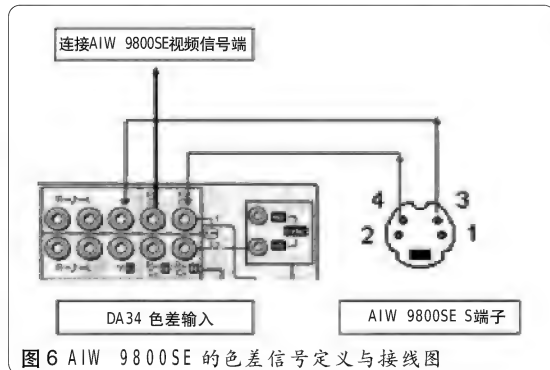 连接AIW 9800SE视频信号端
4 3
2 1
DA34 色差输入
AIW 9800SE S端子
图6 AIW 9800SE 的色差信号定义与接线图